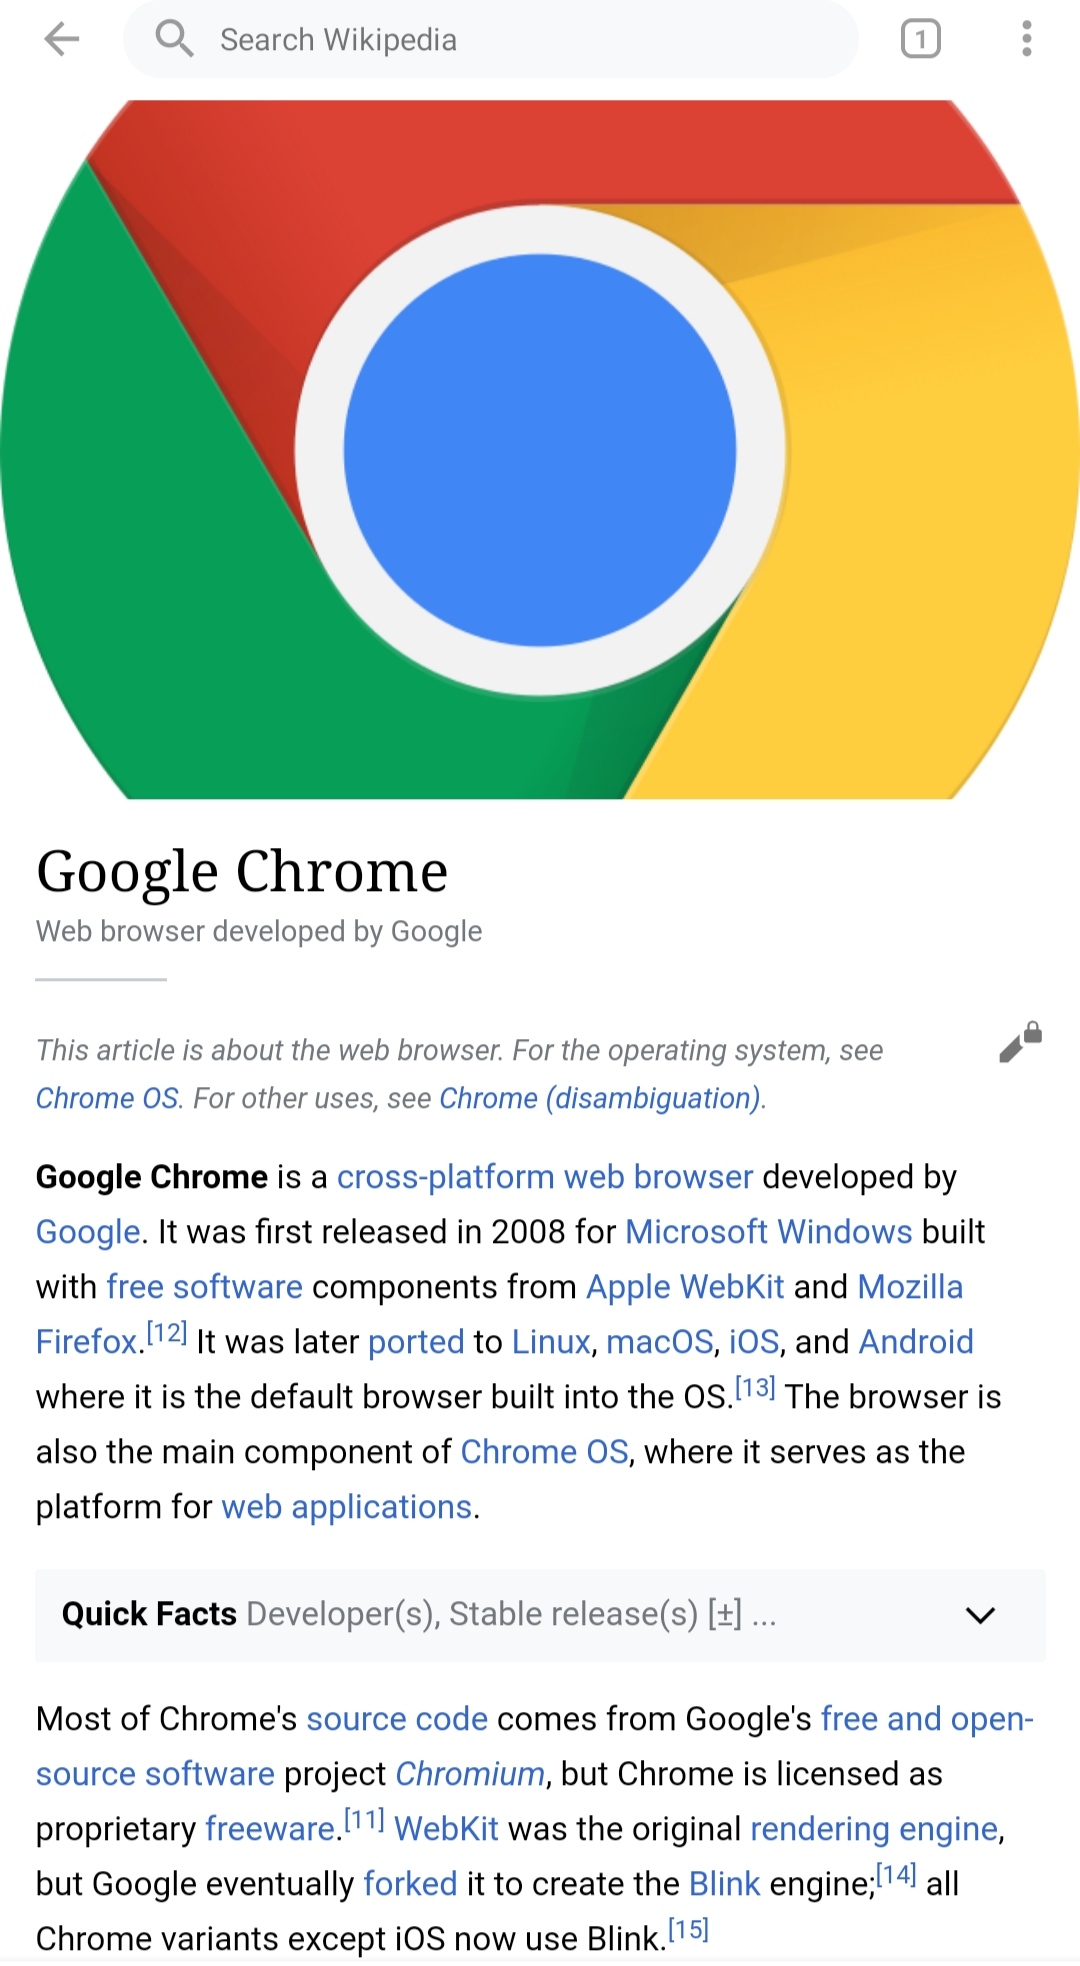 Search Wikipedia
1
Google Chrome
Web browser developed by Google
This article is about the web browser. For the operating system, see
Chrome OS. For other uses, see Chrome (disambiguation).
Google Chrome is a cross-platform web browser developed by
Google. It was first released in 2008 for Microsoft Windows built
with free software components from Apple WebKit and Mozilla
Firefox.[12] It was later ported to Linux, macOS, iOS, and Android
where it is the default browser built into the OS.[13] The browser is
also the main component of Chrome OS, where it serves as the
platform for web applications.
Quick Facts Developer(s), Stable release(s) [±] ...
Most of Chrome's source code comes from Google's free and open-
source software project Chromium, but Chrome is licensed as
proprietary freeware.[11] WebKit was the original rendering engine,
but Google eventually forked it to create the Blink engine;[14] all
Chrome variants except iOS now use Blink.[15]